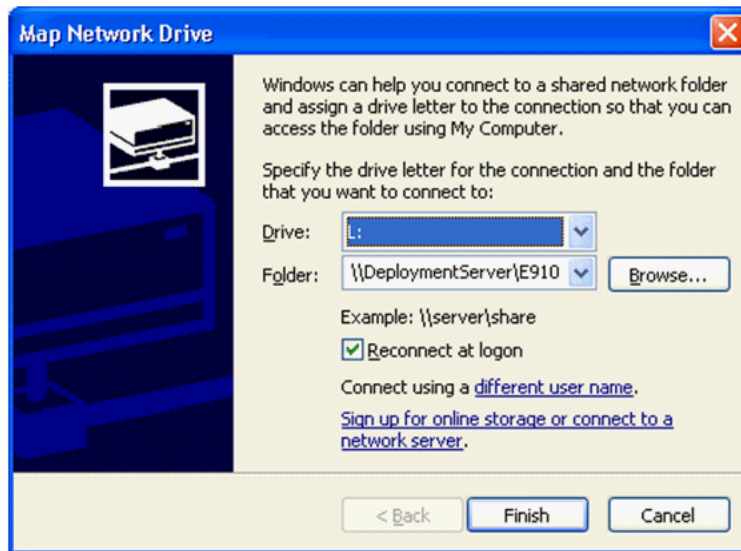 Map Network Drive
Windows can help you connect to a shared network folder
and assign a drive letter to the connection so that you can
access the folder using My Computer.
Specify the drive letter for the connection and the folder
that you want to connect to:
Drive: L:
Folder: \\DeploymentServer\E910 Browse...
Example: \\server\share
Reconnect at logon
Connect using a different user name.
Sign up for online storage or connect to a
network server.
< Back Finish Cancel